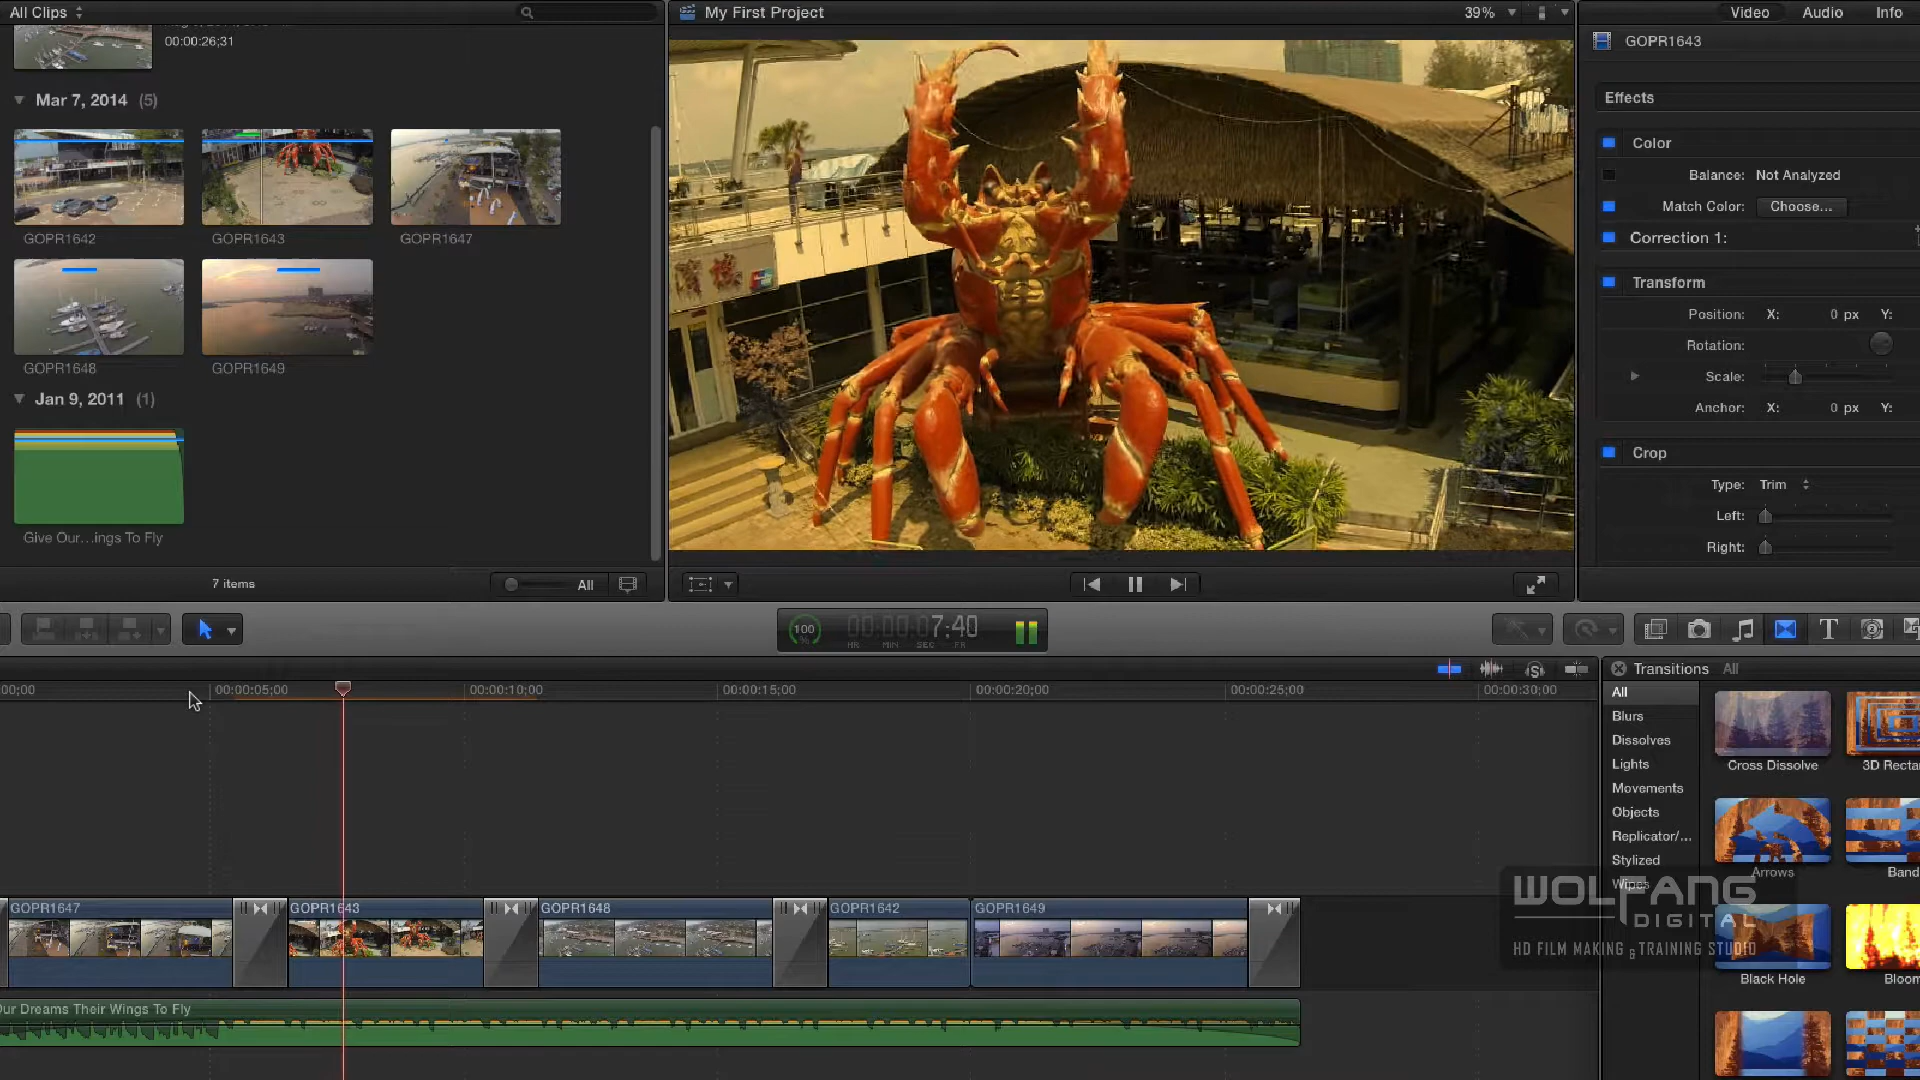 All Clips
My First Project
39%
Video
Audio
Info
00:00:26;31
GOPR1643
Mar 7, 2014 (5)
Effects
Color
Balance: Not Analyzed
Match Color: Choose...
Correction 1:
GOPR1642
GOPR1643
GOPR1647
Transform
Position: X: 0 px Y:
Rotation:
Scale:
Anchor: X: 0 px Y:
GOPR1648
GOPR1649
Jan 9, 2011 (1)
Crop
Type: Trim
Left:
Right:
Give Our...ings To Fly
7 items
All
100
%
7:40
HR MIN SEC FR
00;00
00:00:05;00
00:00:10;00
00:00:15;00
00:00:20;00
00:00:25;00
00:00:30;00
Transitions All
All
Blurs
Dissolves
Lights
Movements
Objects
Replicator/...
Stylized
Wipes
Cross Dissolve
3D Recta
Arrows
Band
Black Hole
Bloom
GOPR1647
GOPR1643
GOPR1648
GOPR1642
GOPR1649
Our Dreams Their Wings To Fly
WOLFANG
DIGITAL
HD FILM MAKING & TRAINING STUDIO